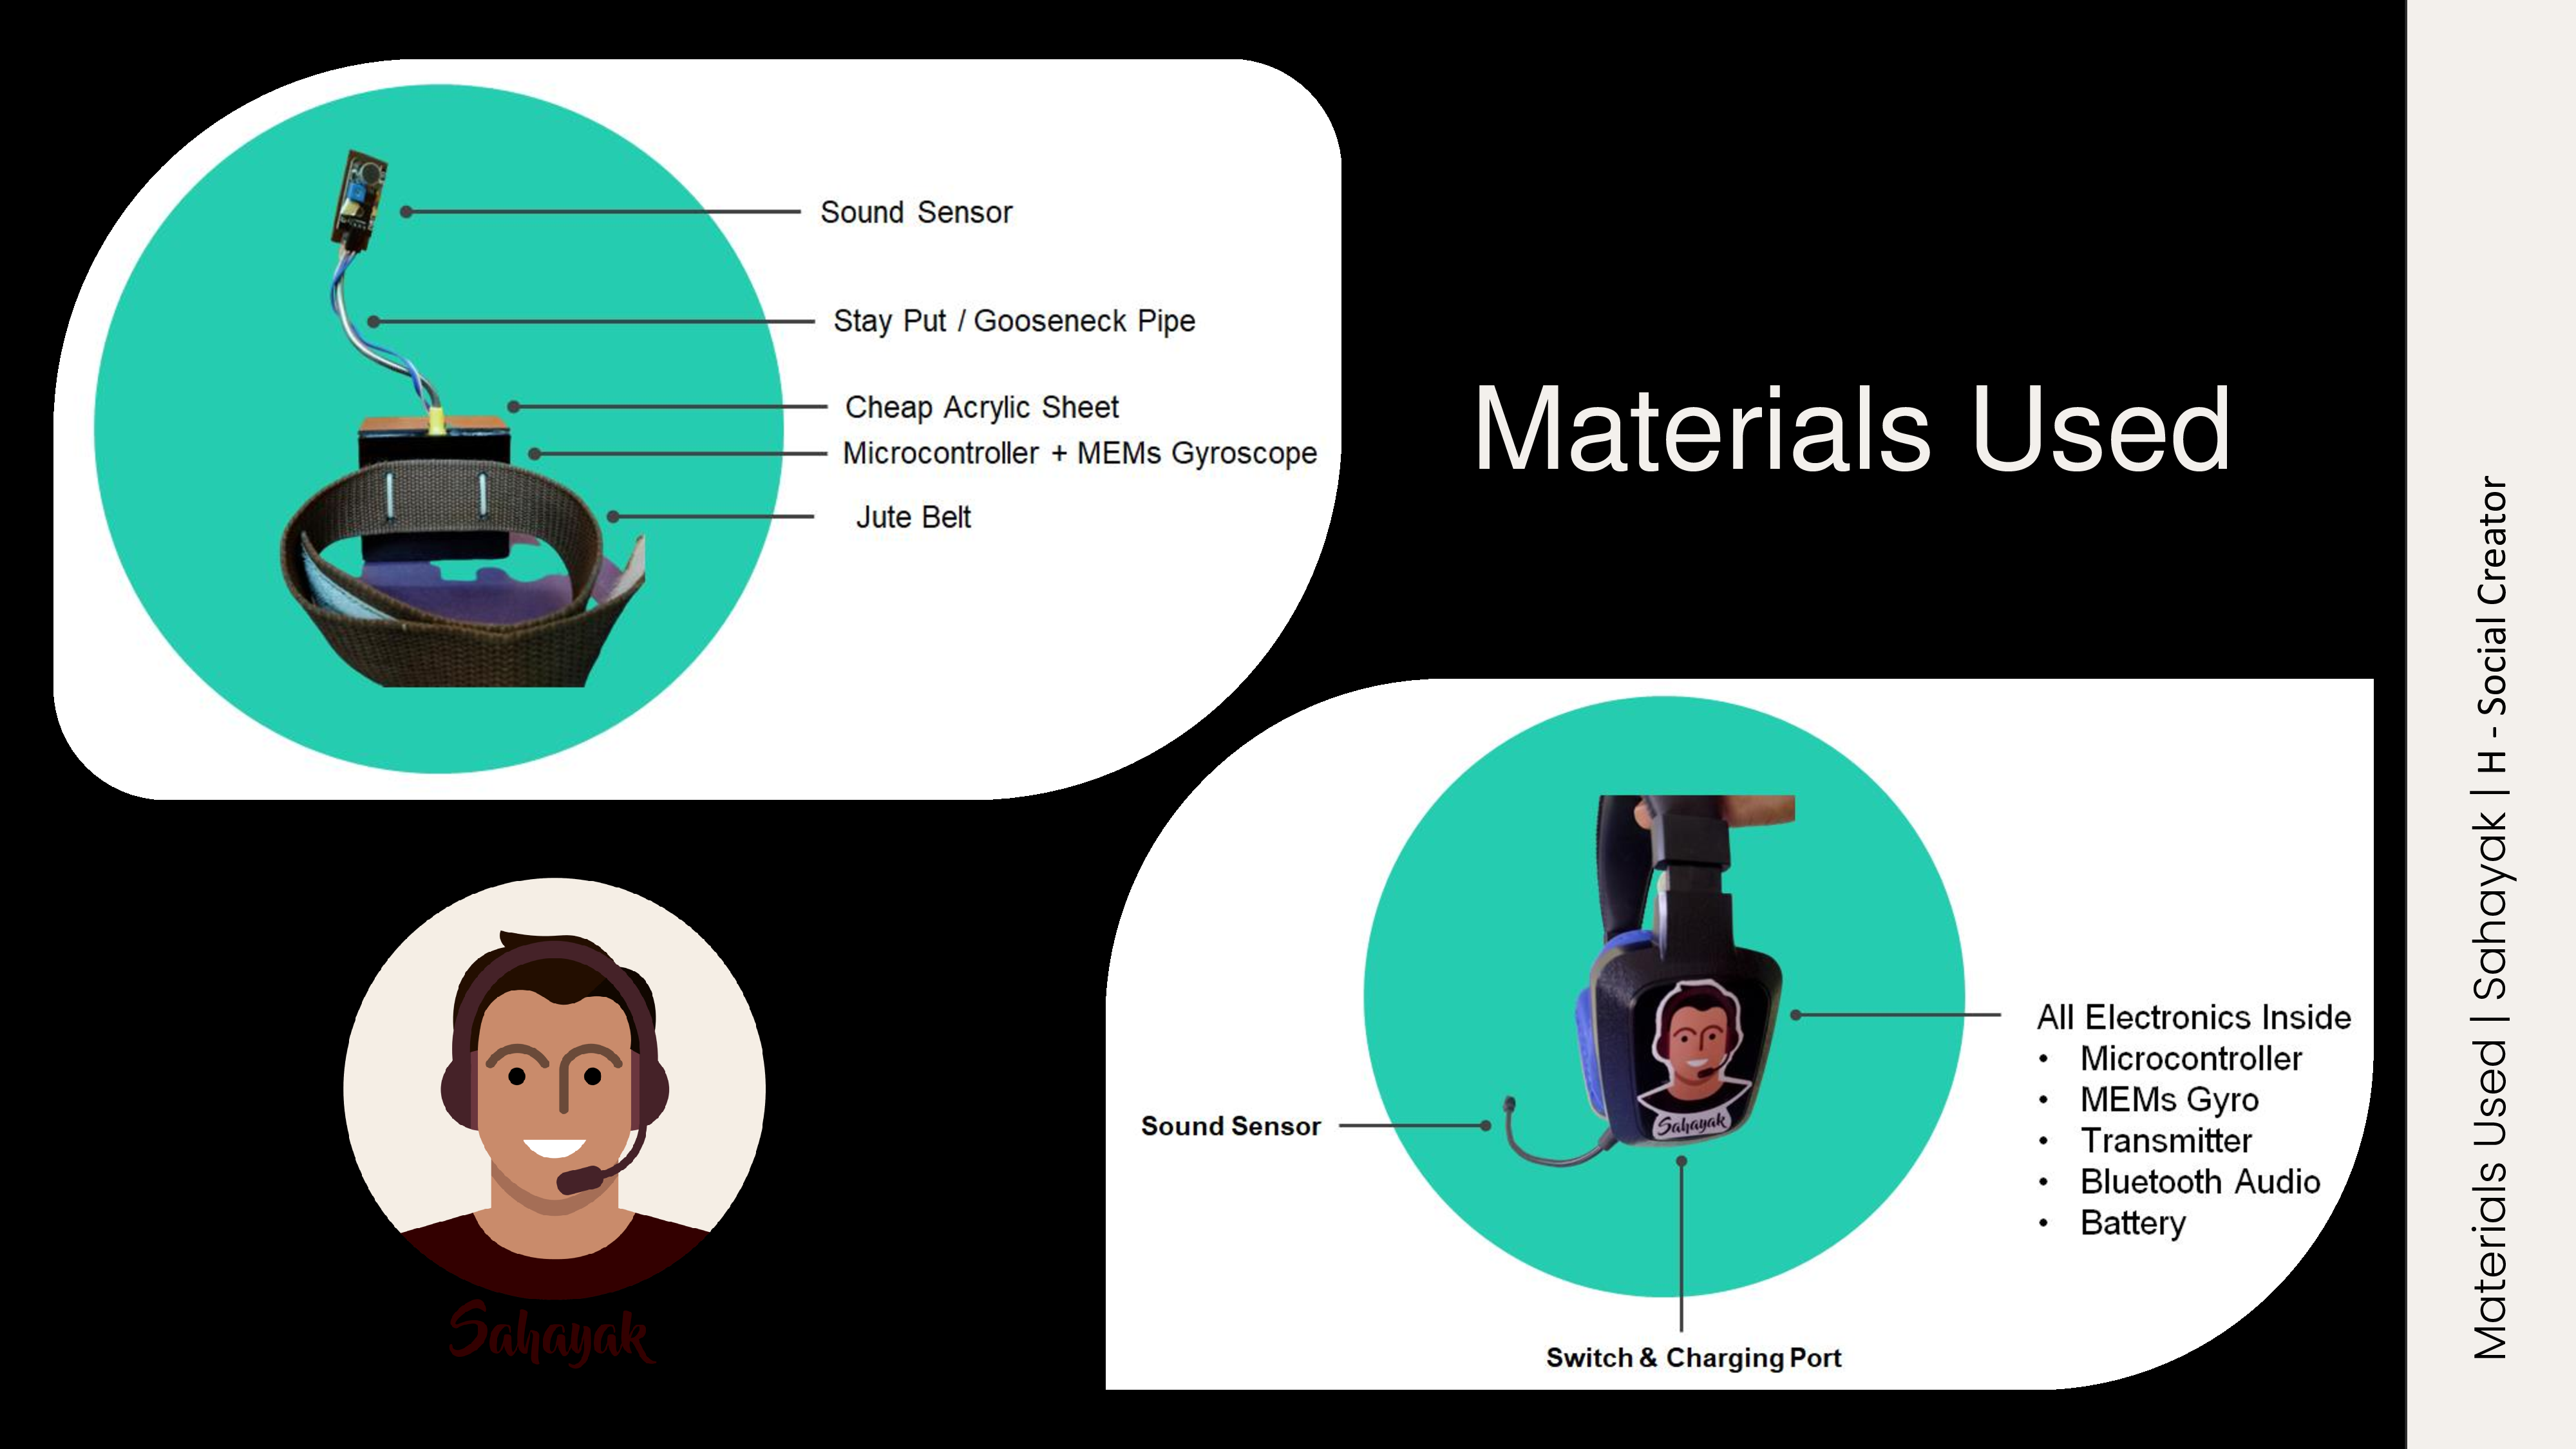 Sound Sensor
Stay Put / Gooseneck Pipe
Cheap Acrylic Sheet
Microcontroller + MEMs Gyroscope
Jute Belt
Materials Used
All Electronics Inside
• Microcontroller
• MEMs Gyro
• Transmitter
• Bluetooth Audio
• Battery
Sound Sensor
Sahayak
Switch & Charging Port
Sahayak
Materials Used | Sahayak | H - Social Creator